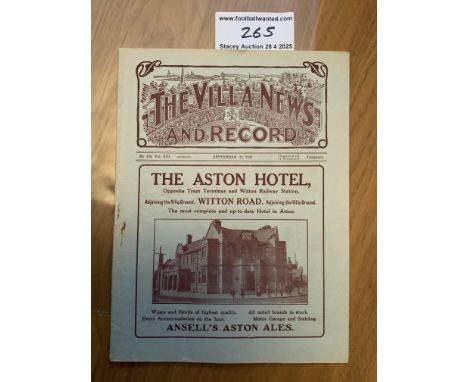 www.footballwanted.com
265
Stacey Auction 28 4 2025
THE VILLA NEWS
AND RECORD
SEPTEMBER
Twopence
THE ASTON HOTEL,
Opposite Tram Terminus and Witton Railway Station,
Adjoining the Villa Ground. WITTON ROAD. Adjoining the Villa Ground.
The most complete and up-to-date Hotel in Aston.
Wines and Spirits of highest quality. All noted brands in stock.
Every Accommodation on the Spot. Motor Garage and Stabling.
ANSELL'S ASTON ALES.